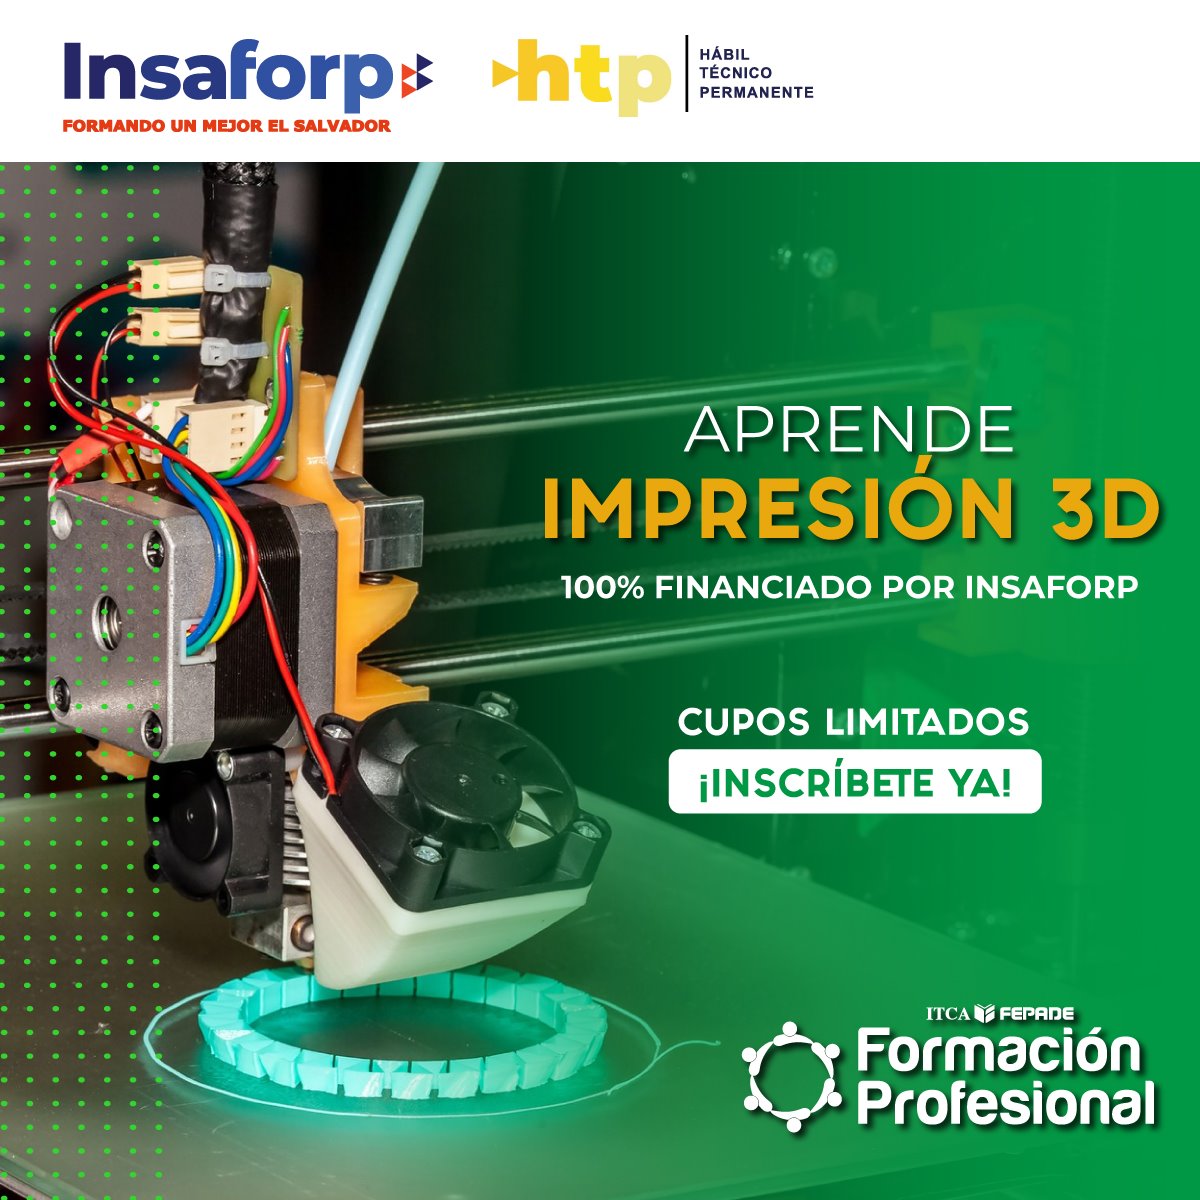 Insaforp
FORMANDO UN MEJOR EL SALVADOR
htp
HÁBIL
TÉCNICO
PERMANENTE
APRENDE
IMPRESIÓN 3D
100% FINANCIADO POR INSAFORP
CUPOS LIMITADOS
¡INSCRÍBETE YA!
ITCA FEPADE
Formación
Profesional